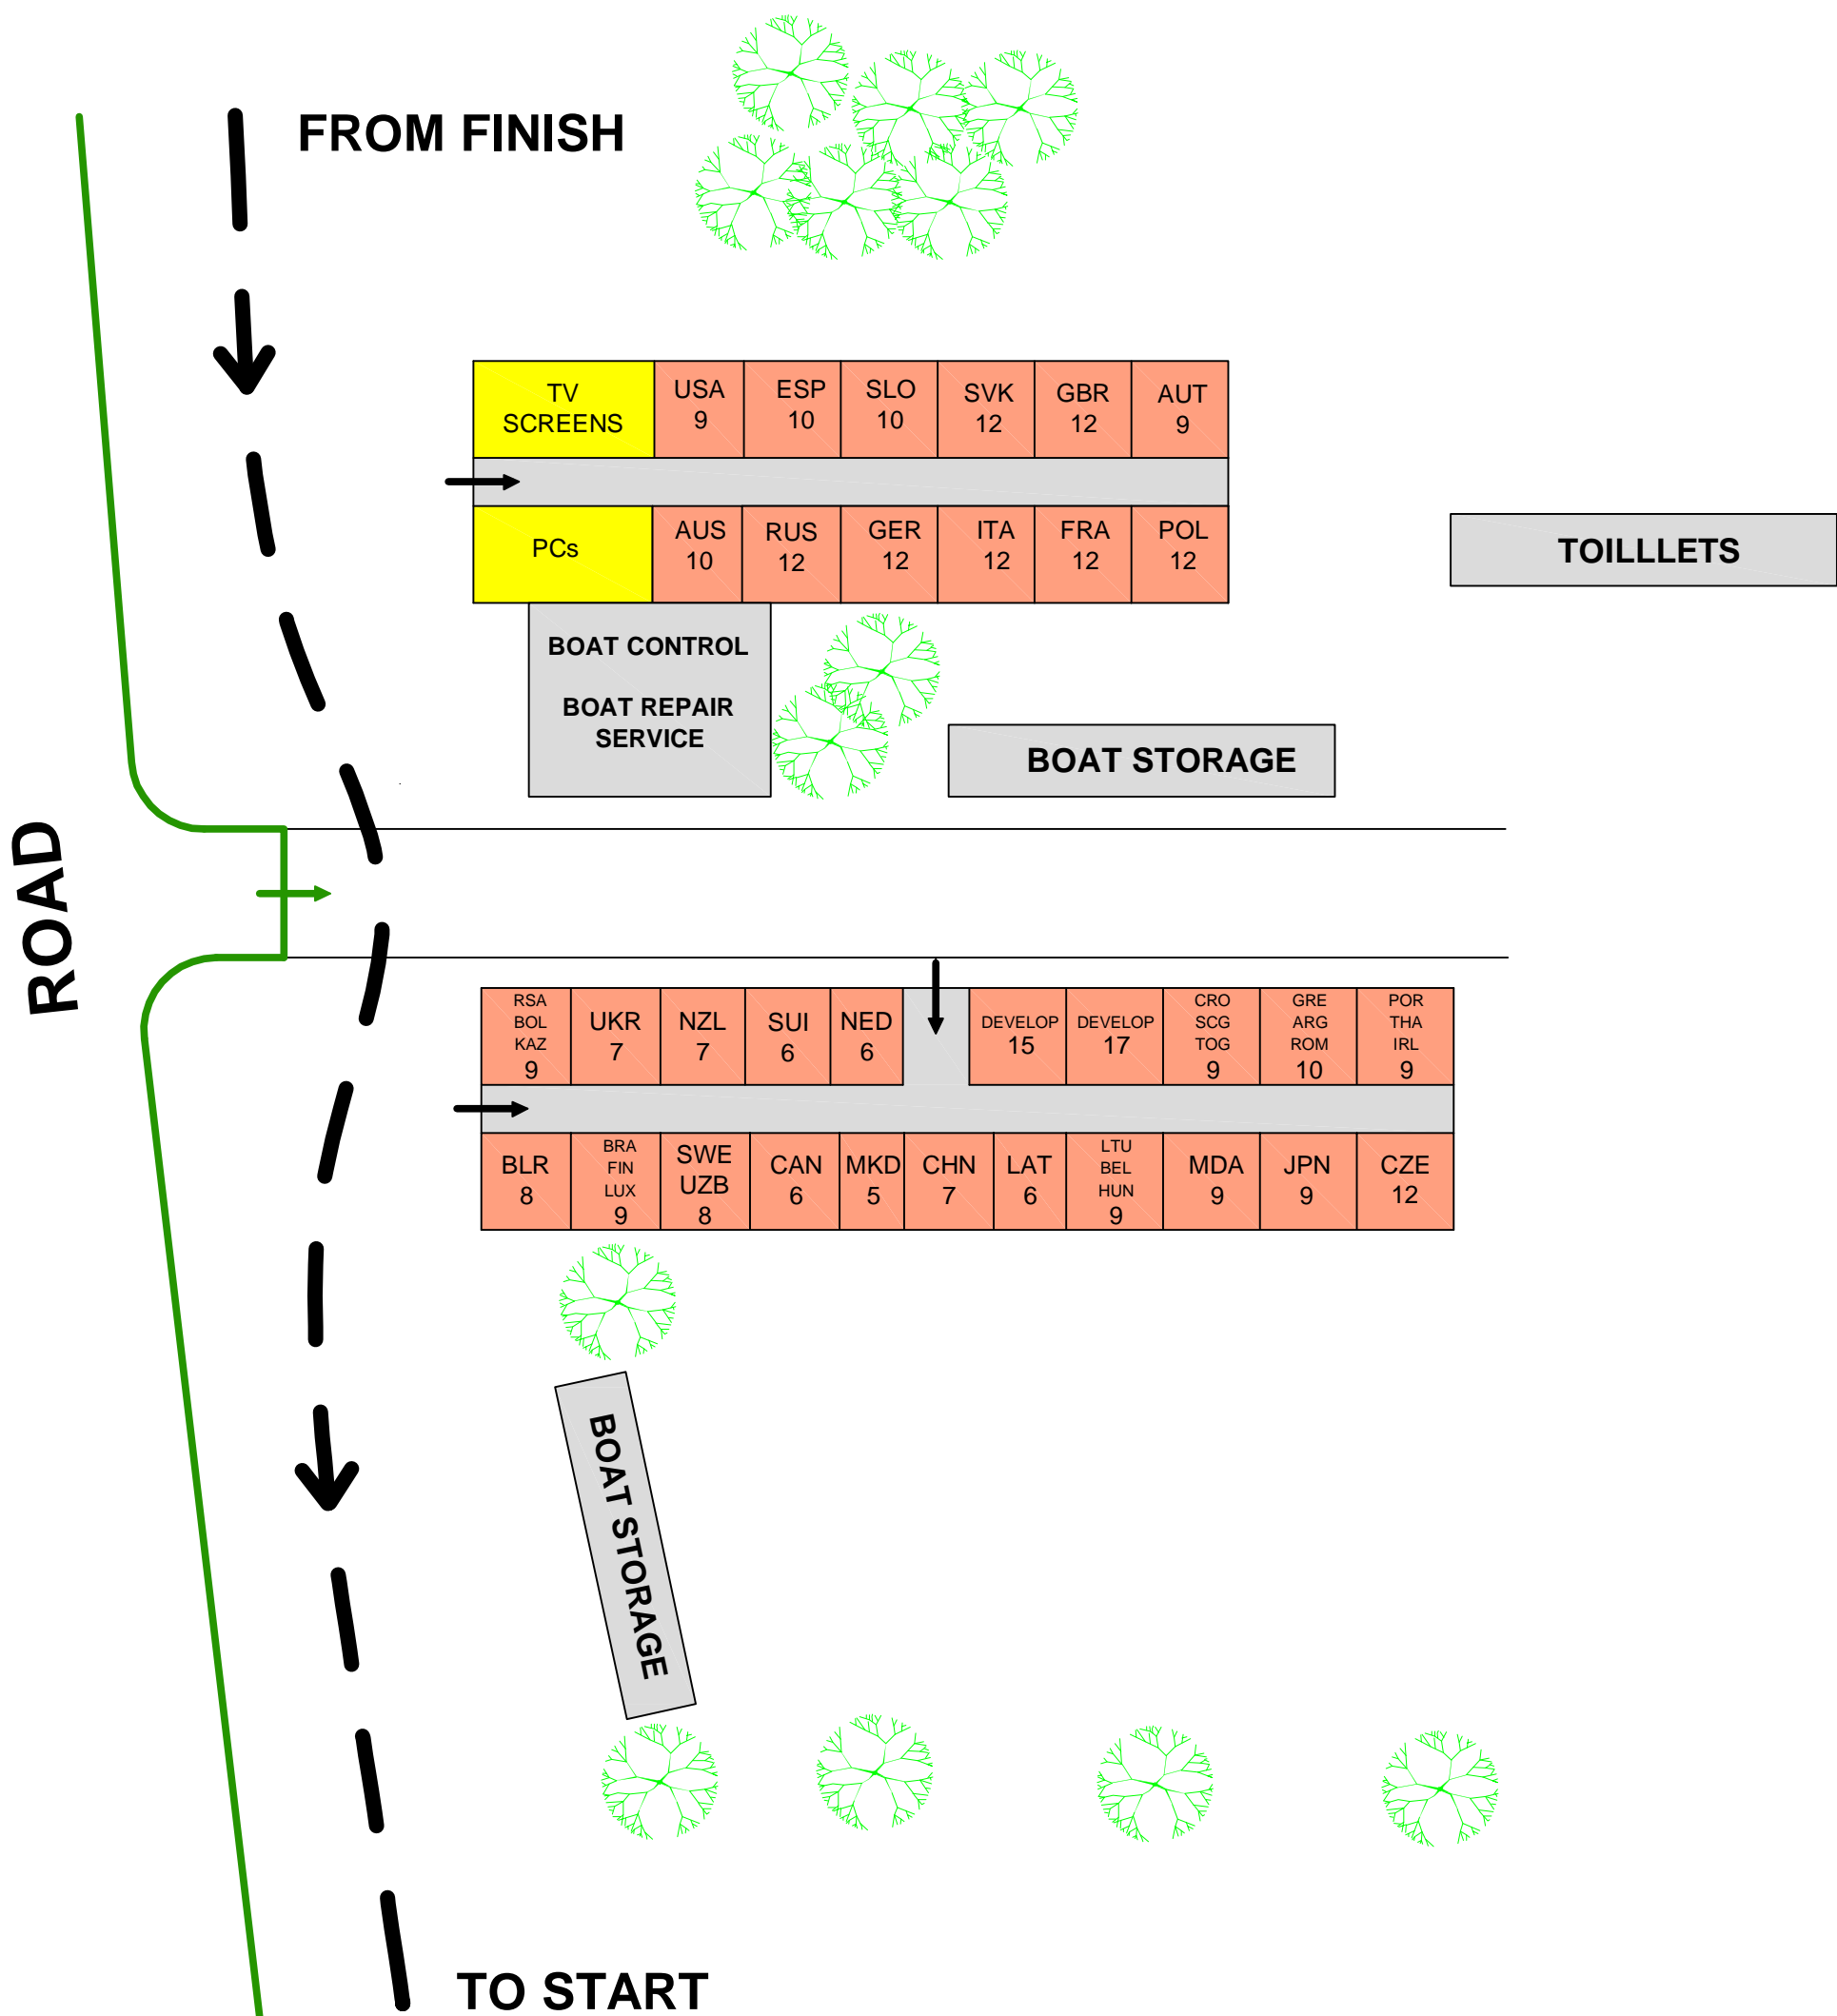 FROM FINISH
TV
SCREENS
USA
9
ESP
10
SLO
10
SVK
12
GBR
12
AUT
9
PCs
AUS
10
RUS
12
GER
12
ITA
12
FRA
12
POL
12
TOILLLETS
BOAT CONTROL
BOAT REPAIR
SERVICE
BOAT STORAGE
ROAD
RSA
BOL
KAZ
9
UKR
7
NZL
7
SUI
6
NED
6
DEVELOP
15
DEVELOP
17
CRO
SCG
TOG
9
GRE
ARG
ROM
10
POR
THA
IRL
9
BLR
8
BRA
FIN
LUX
9
SWE
UZB
8
CAN
6
MKD
5
CHN
7
LAT
6
LTU
BEL
HUN
9
MDA
9
JPN
9
CZE
12
BOAT STORAGE
TO START